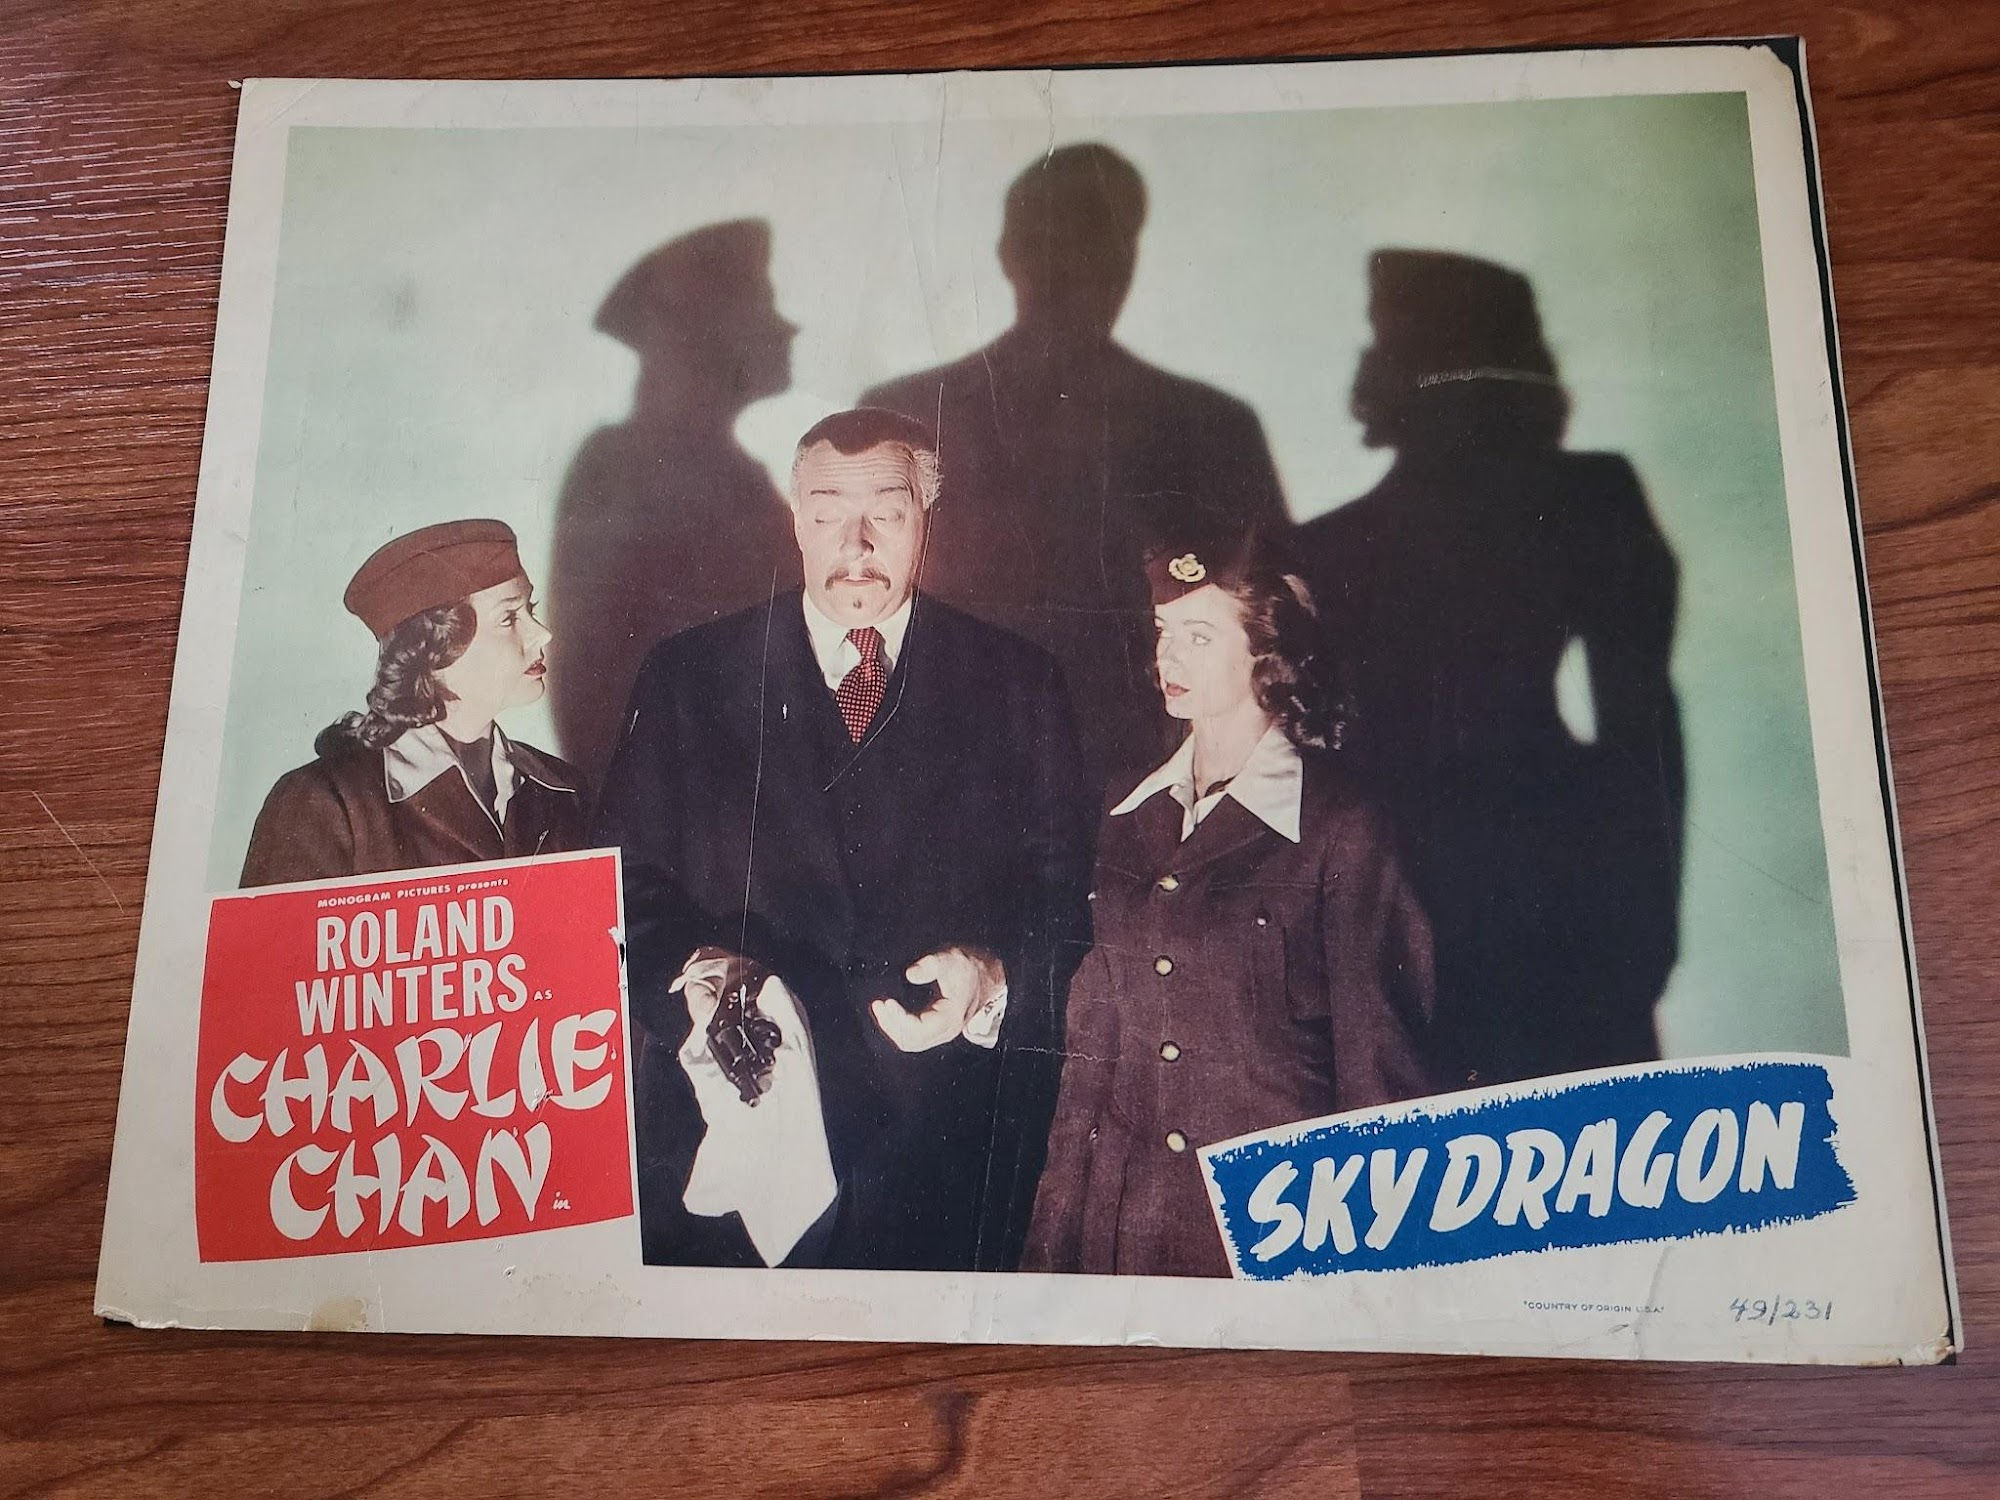 MONOGRAM PICTURES presents
ROLAND
WINTERS AS
CHARLIE
CHAN in
SKY DRAGON
"COUNTRY OF ORIGIN U.S.A."
49/231